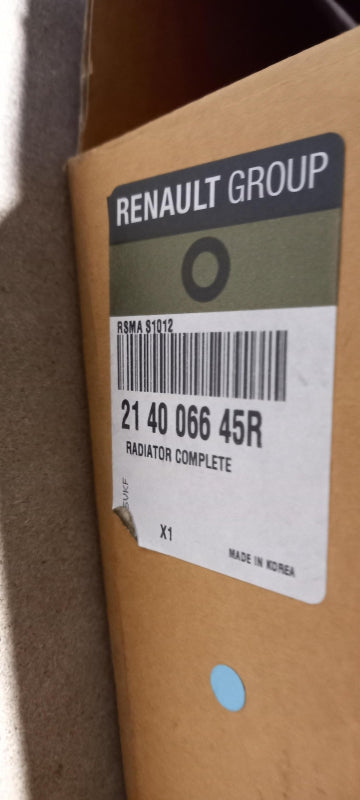 RENAULT GROUP
RSMA S1012
21 40 066 45R
RADIATOR COMPLETE
X1
MADE IN KOREA